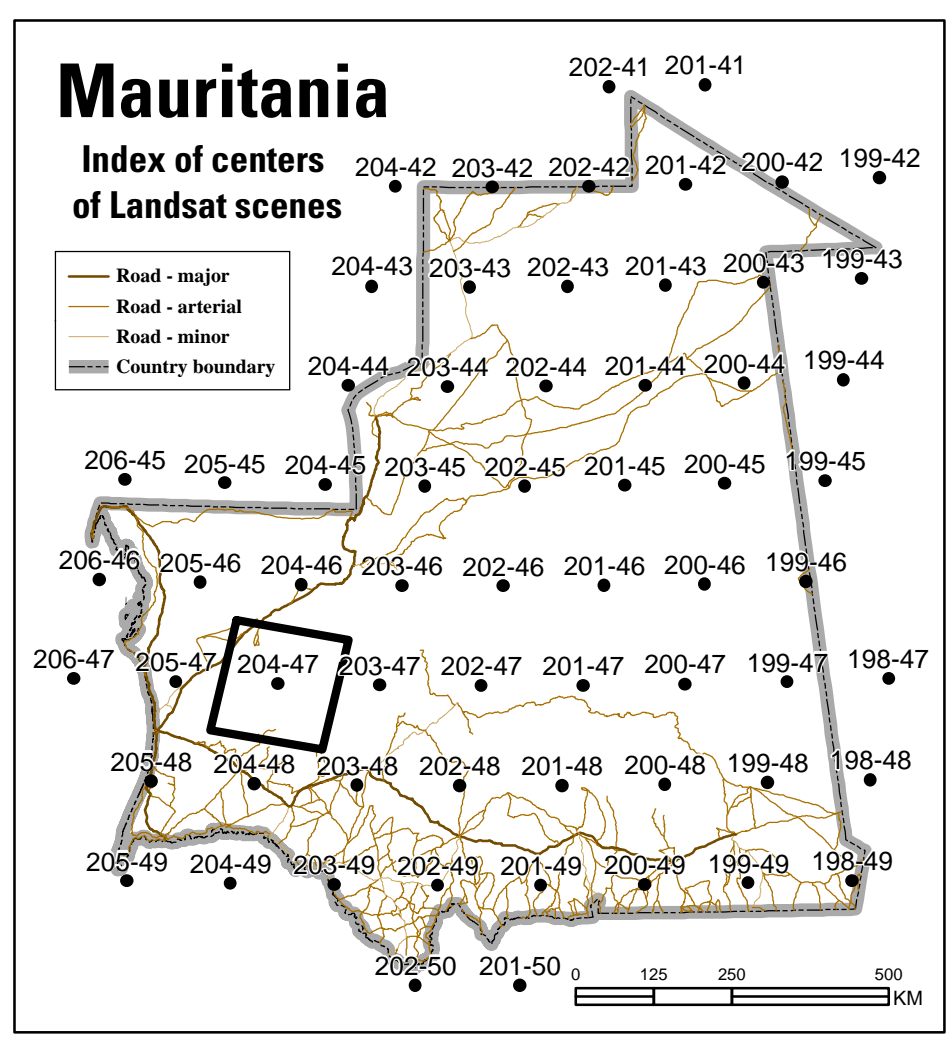 Mauritania
Index of centers
of Landsat scenes
Road - major
Road - arterial
Road - minor
Country boundary
202-41 201-41
204-42 203-42 202-42 201-42 200-42 199-42
204-43 203-43 202-43 201-43 200-43 199-43
204-44 203-44 202-44 201-44 200-44 199-44
206-45 205-45 204-45 203-45 202-45 201-45 200-45 199-45
206-46 205-46 204-46 203-46 202-46 201-46 200-46 199-46
206-47 205-47 204-47 203-47 202-47 201-47 200-47 199-47 198-47
205-48 204-48 203-48 202-48 201-48 200-48 199-48 198-48
205-49 204-49 203-49 202-49 201-49 200-49 199-49 198-49
202-50 201-50
0 125 250 500
KM